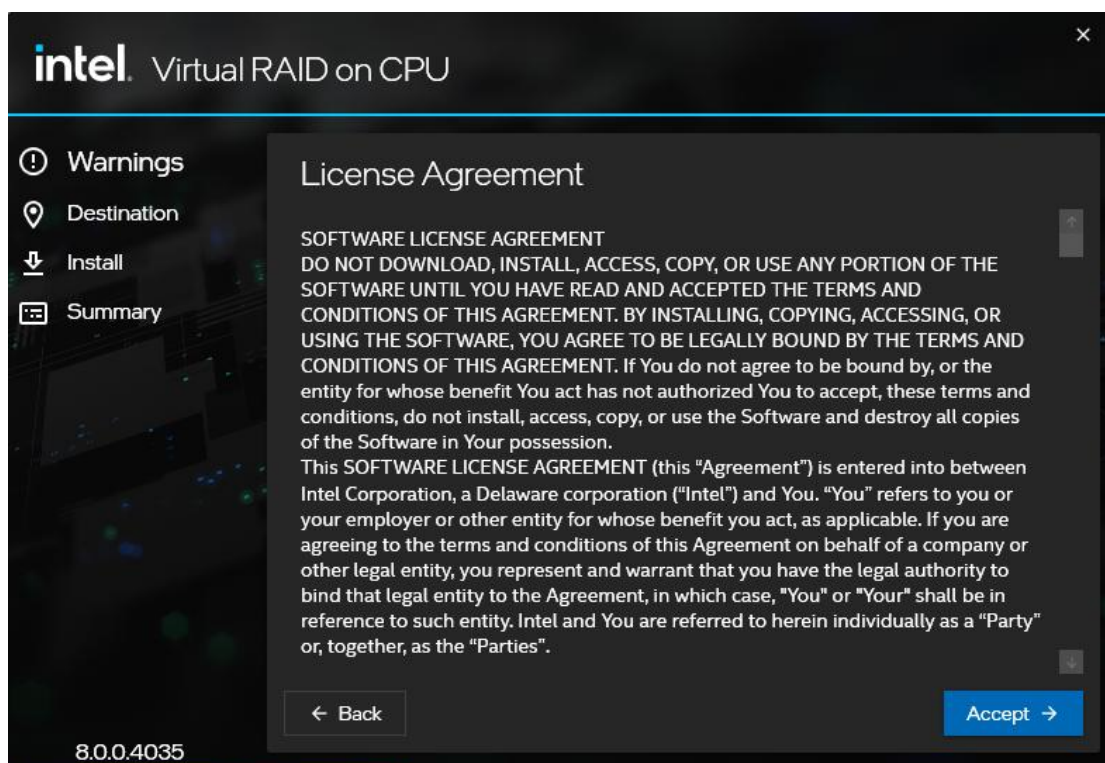 intel. Virtual RAID on CPU
Warnings
Destination
Install
Summary
License Agreement
SOFTWARE LICENSE AGREEMENT
DO NOT DOWNLOAD, INSTALL, ACCESS, COPY, OR USE ANY PORTION OF THE
SOFTWARE UNTIL YOU HAVE READ AND ACCEPTED THE TERMS AND
CONDITIONS OF THIS AGREEMENT. BY INSTALLING, COPYING, ACCESSING, OR
USING THE SOFTWARE, YOU AGREE TO BE LEGALLY BOUND BY THE TERMS AND
CONDITIONS OF THIS AGREEMENT. If You do not agree to be bound by, or the
entity for whose benefit You act has not authorized You to accept, these terms and
conditions, do not install, access, copy, or use the Software and destroy all copies
of the Software in Your possession.
This SOFTWARE LICENSE AGREEMENT (this “Agreement”) is entered into between
Intel Corporation, a Delaware corporation (“Intel”) and You. “You” refers to you or
your employer or other entity for whose benefit you act, as applicable. If you are
agreeing to the terms and conditions of this Agreement on behalf of a company or
other legal entity, you represent and warrant that you have the legal authority to
bind that legal entity to the Agreement, in which case, "You" or "Your" shall be in
reference to such entity. Intel and You are referred to herein individually as a “Party”
or, together, as the “Parties”.
Back
Accept
8.0.0.4035